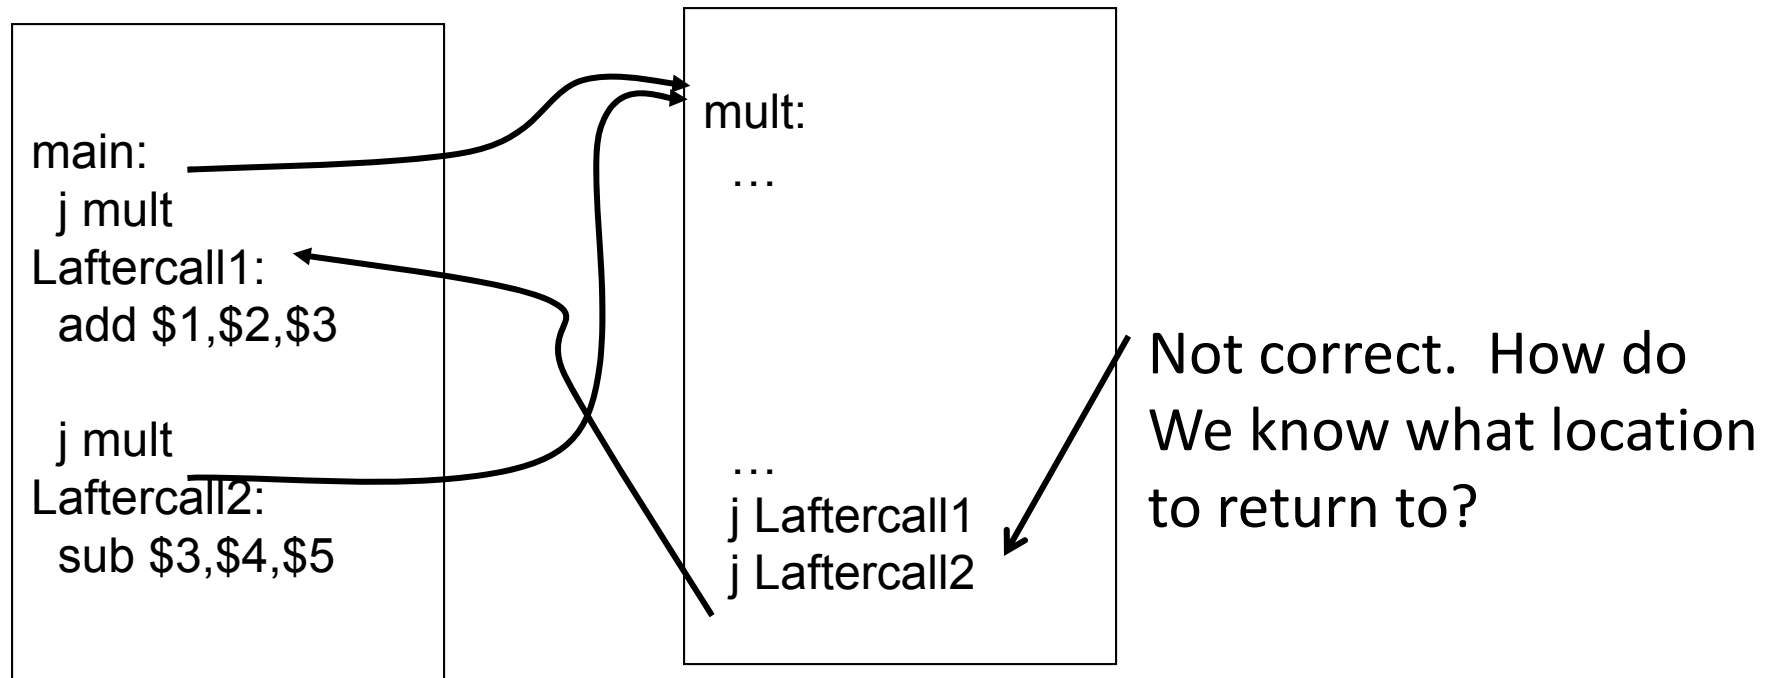 main:
j mult
Laftercall1:
add $1,$2,$3
j mult
Laftercall2:
sub $3,$4,$5
mult:
…
…
j Laftercall1
j Laftercall2
Not correct. How do
We know what location
to return to?